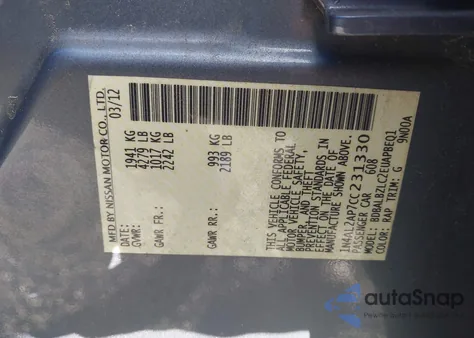 MFD BY NISSAN MOTOR CO., LTD.
03/12
GVWR: 1941 KG
4279 LB
GAWR FR: 1017 KG
2242 LB
GAWR RR: 993 KG
2189 LB
THIS VEHICLE CONFORMS TO
ALL APPLICABLE FEDERAL
MOTOR VEHICLE SAFETY,
BUMPER, AND THEFT PREVENTION
STANDARDS IN EFFECT ON THE DATE OF
MANUFACTURE SHOWN ABOVE.
1N4AL2AP7CC231330
PASSENGER CAR 608
MODEL: BDBALBZLCZEUAPBEQI
COLOR: RAP TRIM: G 9N00A
autoSnap